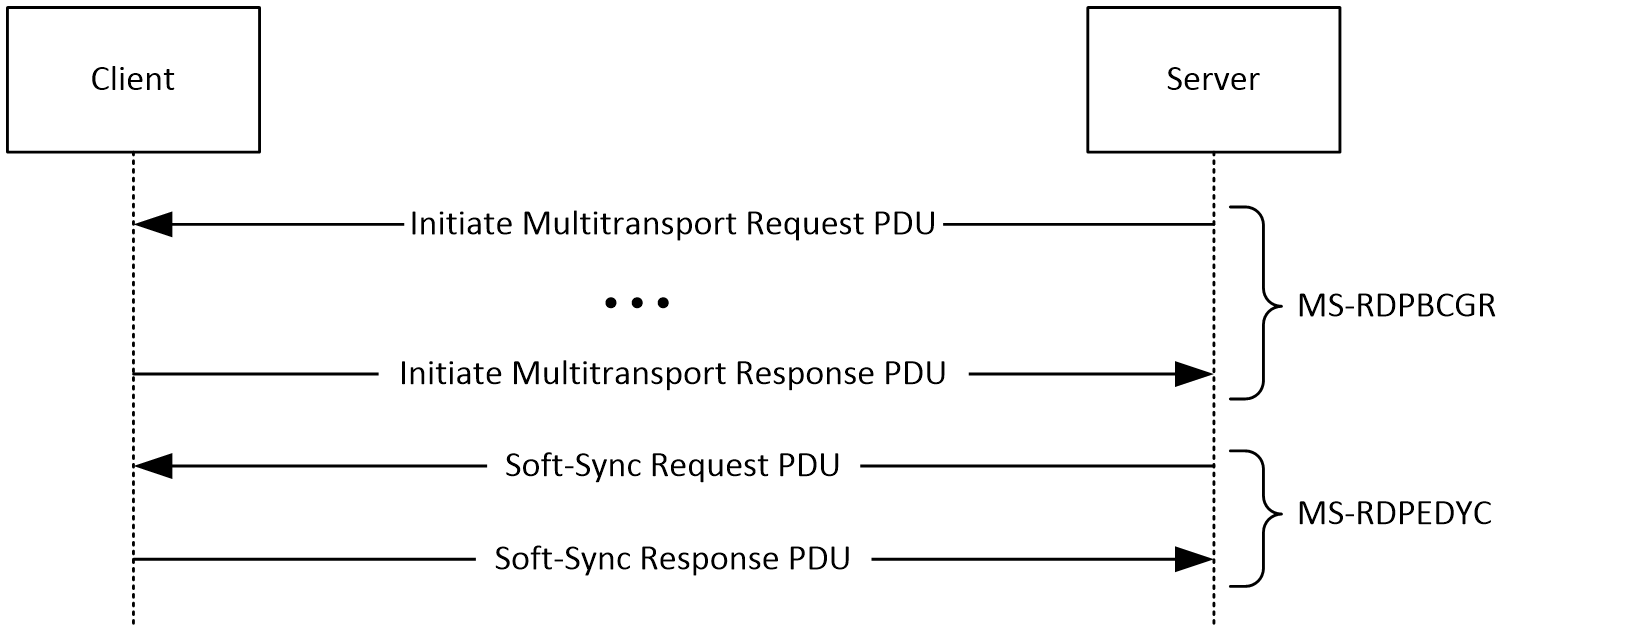 Client
Server
Initiate Multitransport Request PDU
• • •
MS-RDPBCGR
Initiate Multitransport Response PDU
Soft-Sync Request PDU
MS-RDPEDYC
Soft-Sync Response PDU